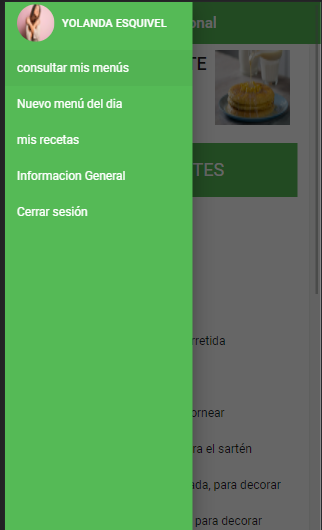 YOLANDA ESQUIVEL
onal
consultar mis menús
TE
Nuevo menú del dia
mis recetas
TES
Informacion General
Cerrar sesión
rretida
ornear
ra el sartén
ada, para decorar
para decorar